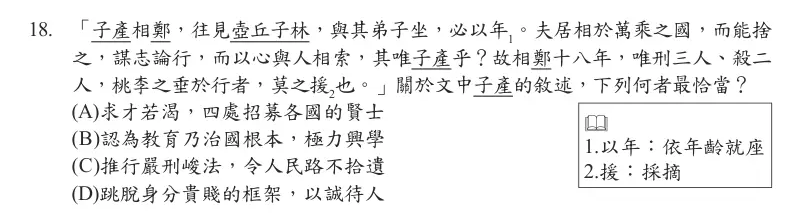 18. 「子產相鄭，往見壺丘子林，與其弟子坐，必以年1。夫居相於萬乘之國，而能捨
之，謀志論行，而以心與人相索，其唯子產乎？故相鄭十八年，唯刑三人、殺二
人，桃李之垂於行者，莫之援2也。」關於文中子產的敘述，下列何者最恰當？
(A)求才若渴，四處招募各國的賢士
(B)認為教育乃治國根本，極力興學
(C)推行嚴刑峻法，令人民路不拾遺
(D)跳脫身分貴賤的框架，以誠待人
1.以年：依年齡就座
2.援：採摘